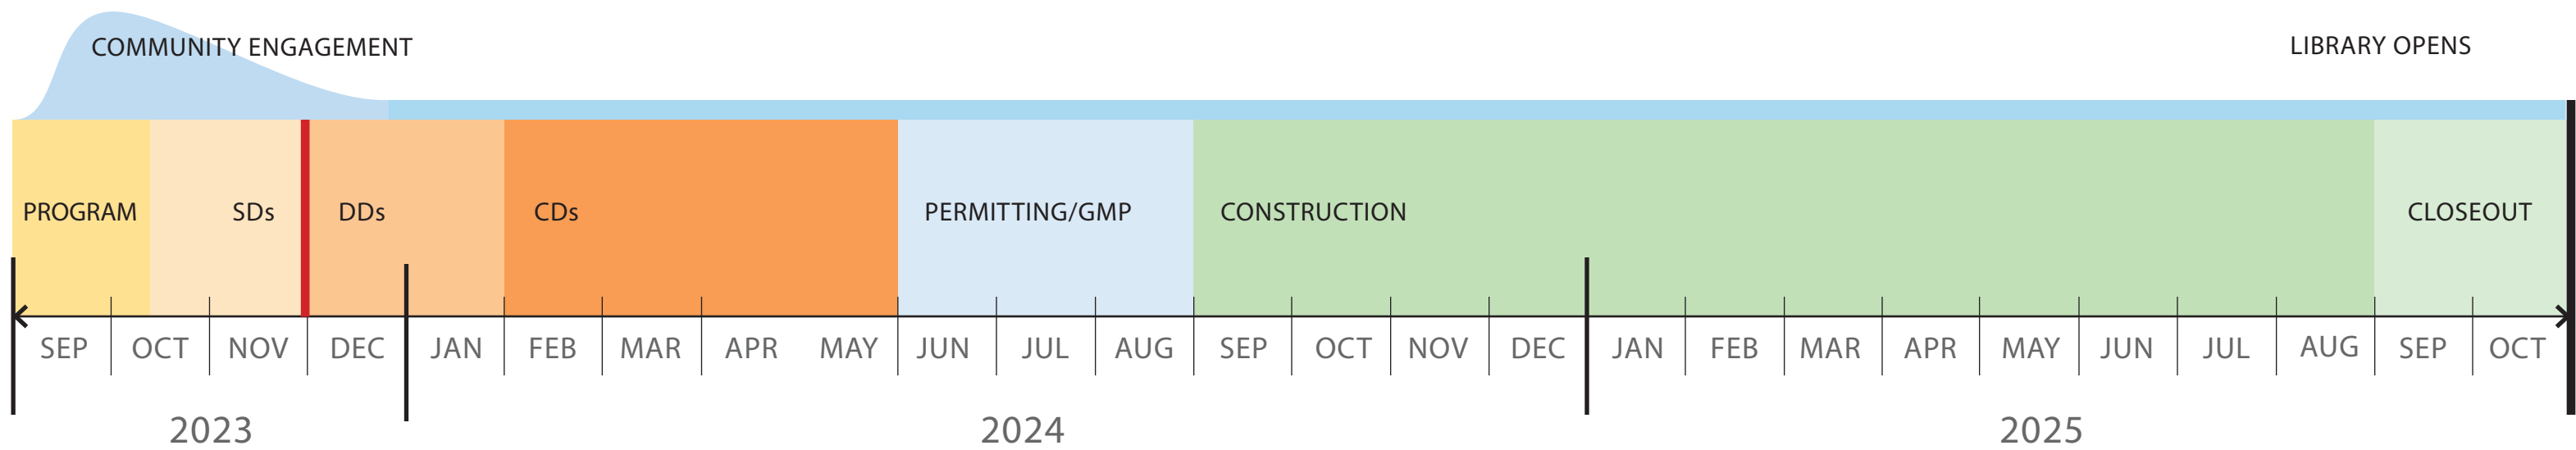 COMMUNITY ENGAGEMENT LIBRARY OPENS
PROGRAM SDs DDs CDs PERMITTING/GMP CONSTRUCTION CLOSEOUT
SEP OCT NOV DEC JAN FEB MAR APR MAY JUN JUL AUG SEP OCT NOV DEC JAN FEB MAR APR MAY JUN JUL AUG SEP OCT
2023 2024 2025